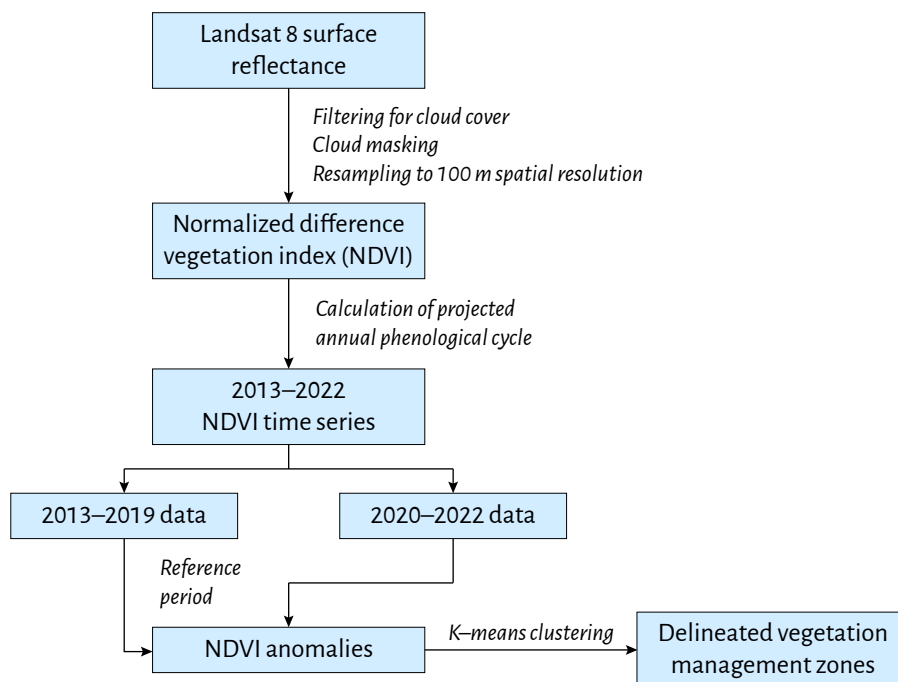 Landsat 8 surface
reflectance
Filtering for cloud cover
Cloud masking
Resampling to 100 m spatial resolution
Normalized difference
vegetation index (NDVI)
Calculation of projected
annual phenological cycle
2013–2022
NDVI time series
2013–2019 data
2020–2022 data
Reference
period
NDVI anomalies
K–means clustering
Delineated vegetation
management zones